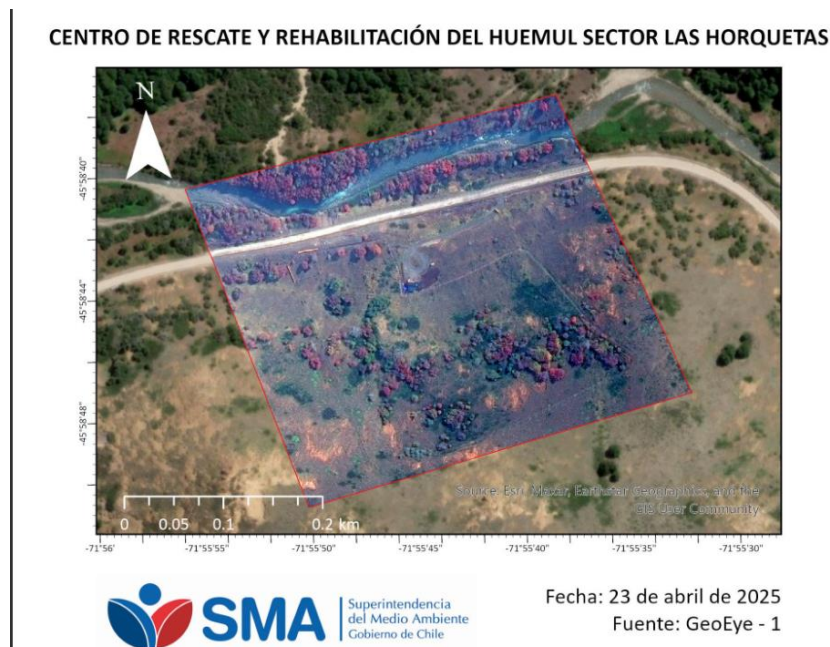 CENTRO DE RESCATE Y REHABILITACIÓN DEL HUEMUL SECTOR LAS HORQUETAS
N
-45°58'40"
-45°58'44"
-45°58'48"
Source: Esri, Maxar, Earthstar Geographics, and the
GIS User Community
0 0.05 0.1 0.2 km
-71°56' -71°55'55" -71°55'50" -71°55'45" -71°55'40" -71°55'35" -71°55'30"
SMA
Superintendencia
del Medio Ambiente
Gobierno de Chile
Fecha: 23 de abril de 2025
Fuente: GeoEye - 1